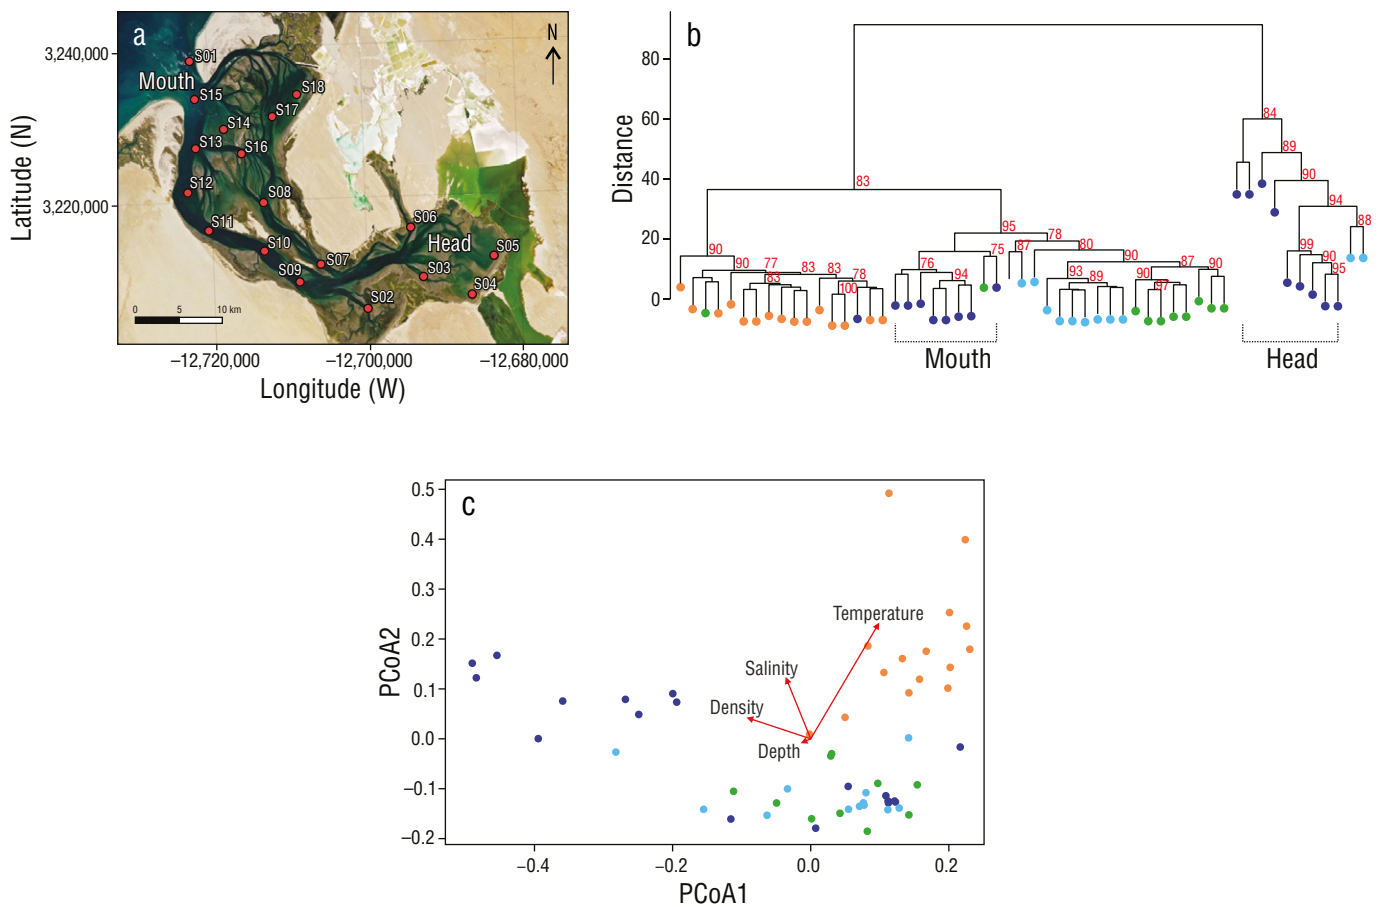 a
N
3,240,000
3,220,000
Latitude (N)
S01
Mouth
S15
S18
S17
S14
S13
S16
S12
S08
S11
S06
S10
Head
S05
S07
S09
S03
S04
S02
0 5 10 km
−12,720,000 −12,700,000 −12,680,000
Longitude (W)
b
Distance
80
60
40
20
0
84
89
90
83
94
95
88
78
75
87
80
99
90
90
90
77
83
83
83
78
100
76
94
93
89
90
90
97
87
90
95
Mouth
Head
c
PCoA2
0.5
0.4
0.3
0.2
0.1
0.0
−0.1
−0.2
Temperature
Salinity
Density
Depth
−0.4 −0.2 0.0 0.2
PCoA1